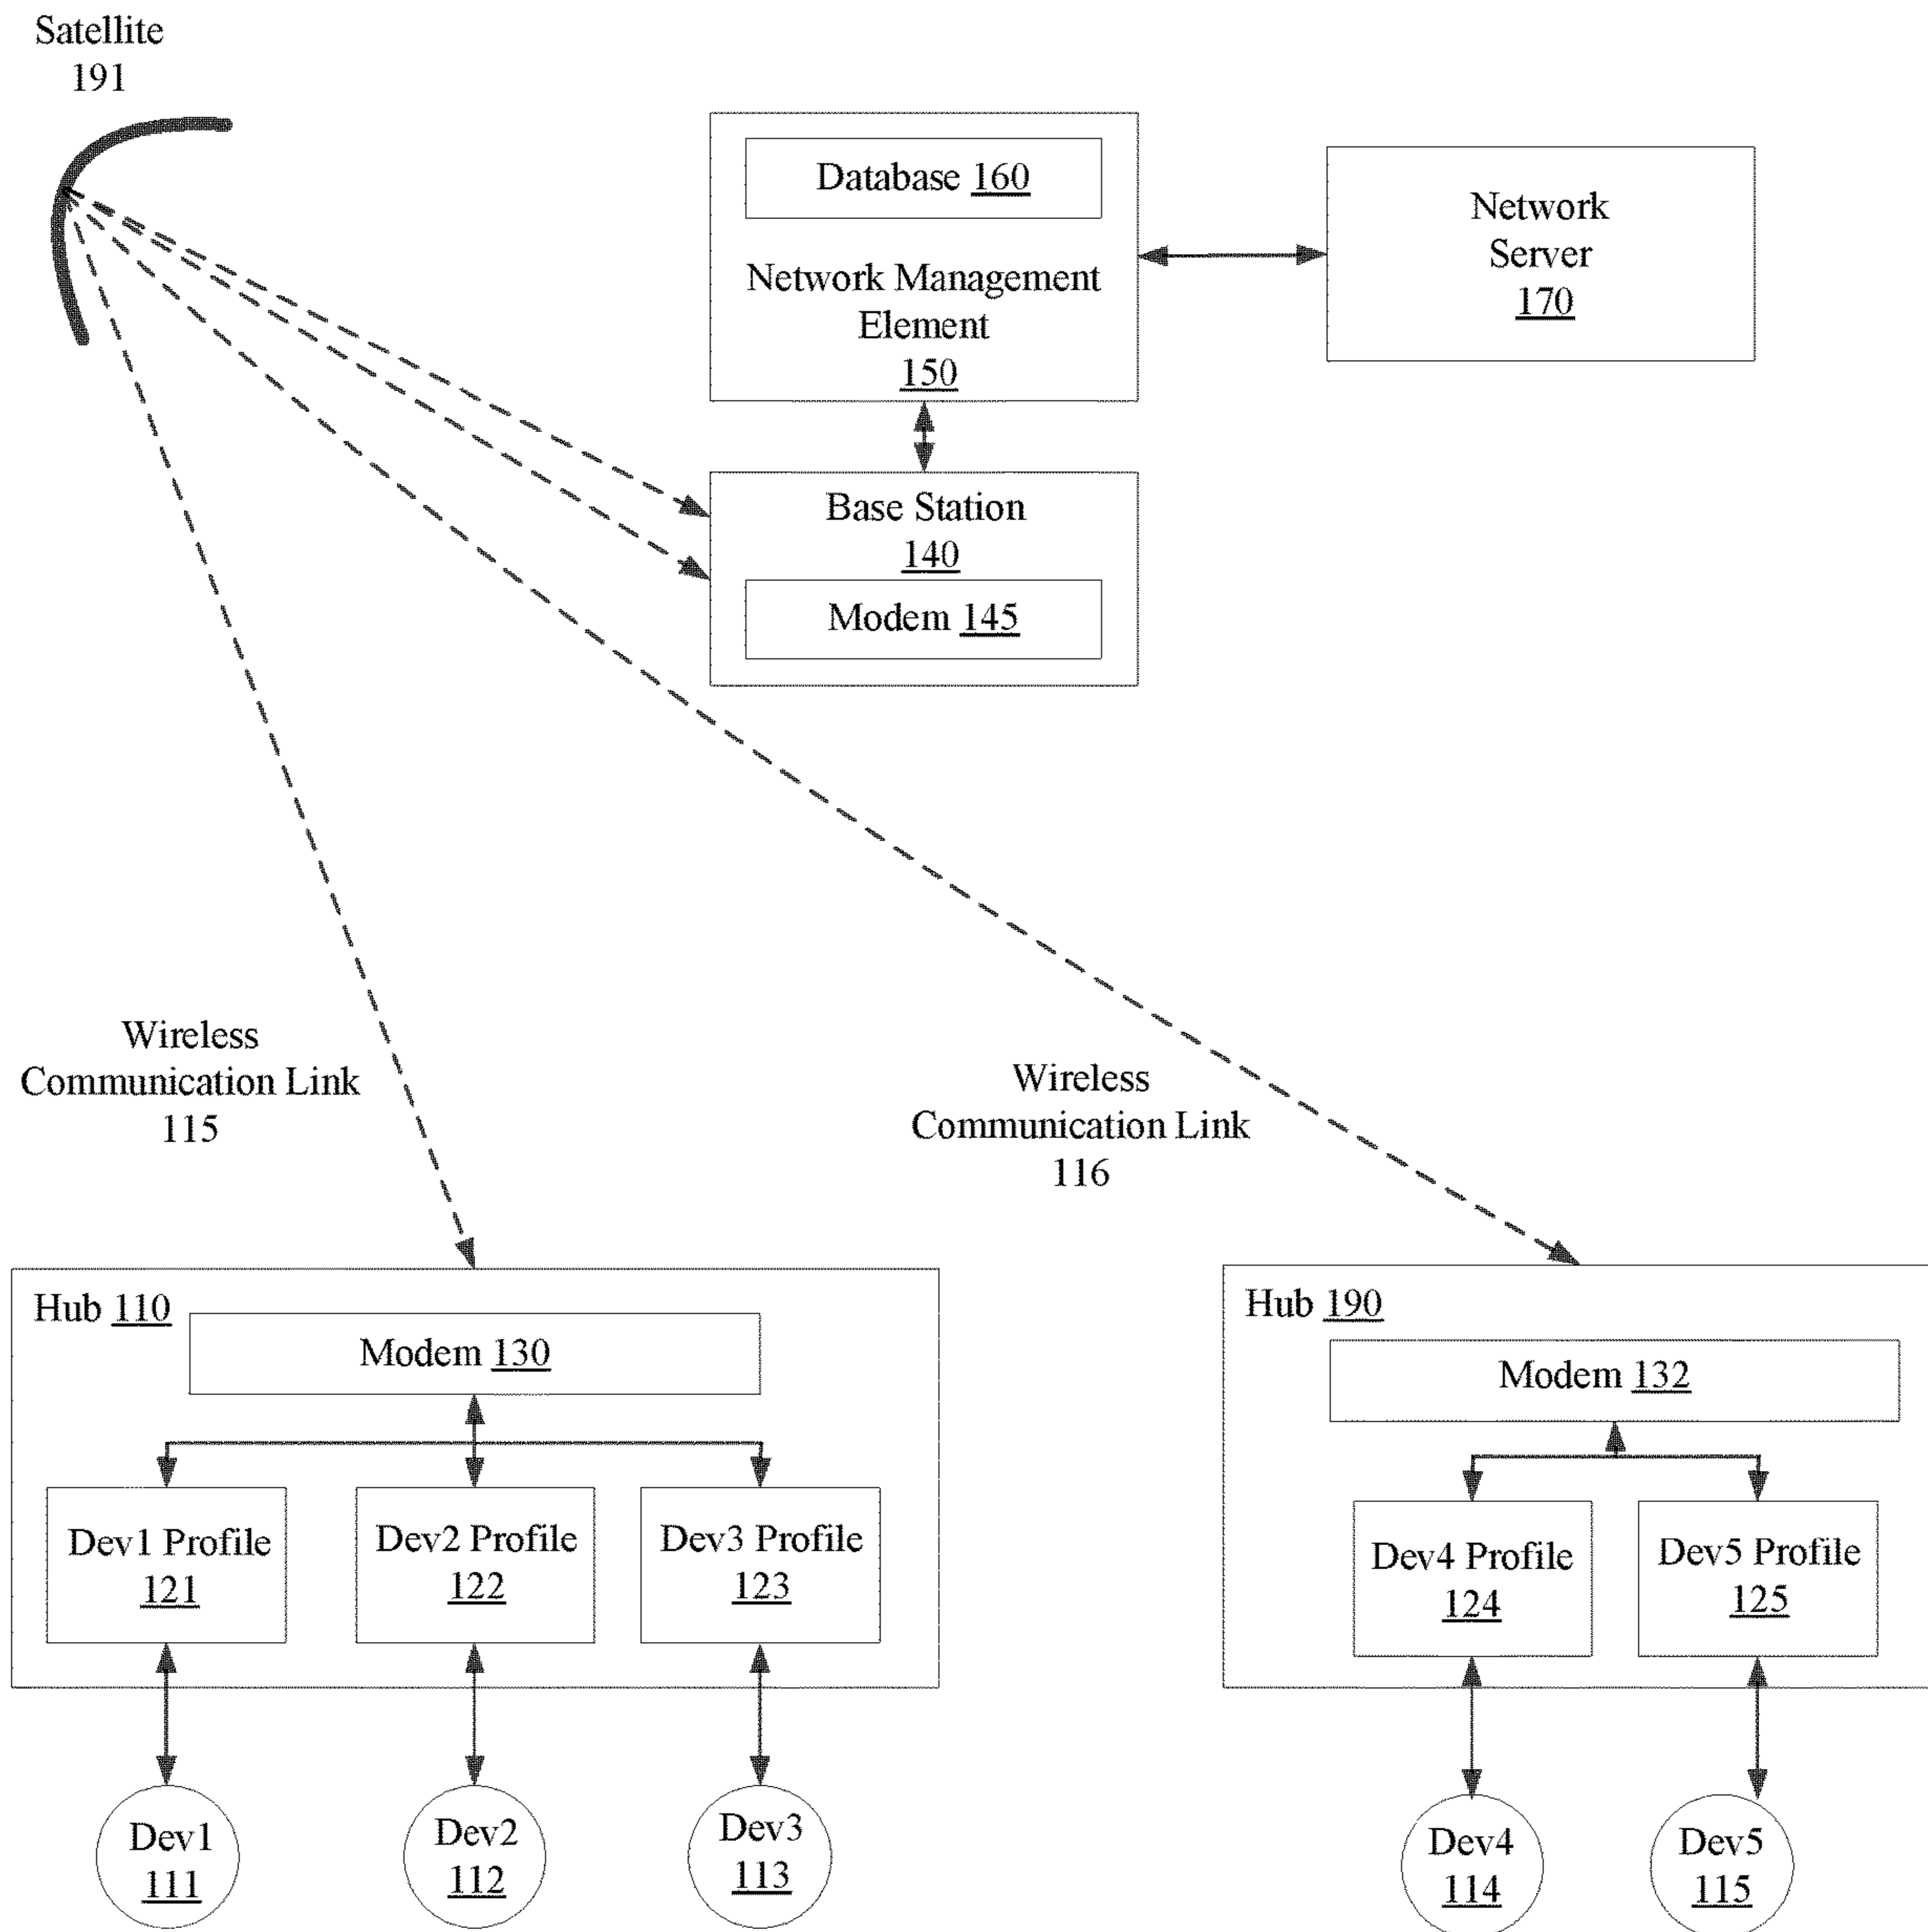 Satellite
191
Database 160
Network Management
Element
150
Network
Server
170
Base Station
140
Modem 145
Wireless
Communication Link
115
Wireless
Communication Link
116
Hub 110
Modem 130
Dev1 Profile
121
Dev2 Profile
122
Dev3 Profile
123
Hub 190
Modem 132
Dev4 Profile
124
Dev5 Profile
125
Dev1
111
Dev2
112
Dev3
113
Dev4
114
Dev5
115